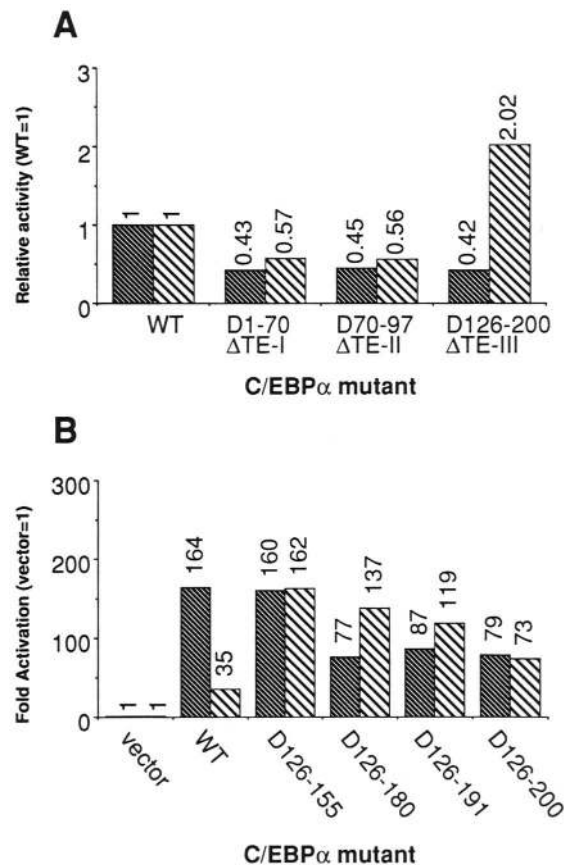 A
Relative activity (WT=1)
3
2
1
0
1
1
0.43
0.57
0.45
0.56
0.42
2.02
WT
D1-70
ΔTE-I
D70-97
ΔTE-II
D126-200
ΔTE-III
C/EBPα mutant
B
Fold Activation (vector=1)
300
200
100
0
1
1
164
35
160
162
77
137
87
119
79
73
vector
WT
D126-155
D126-180
D126-191
D126-200
C/EBPα mutant